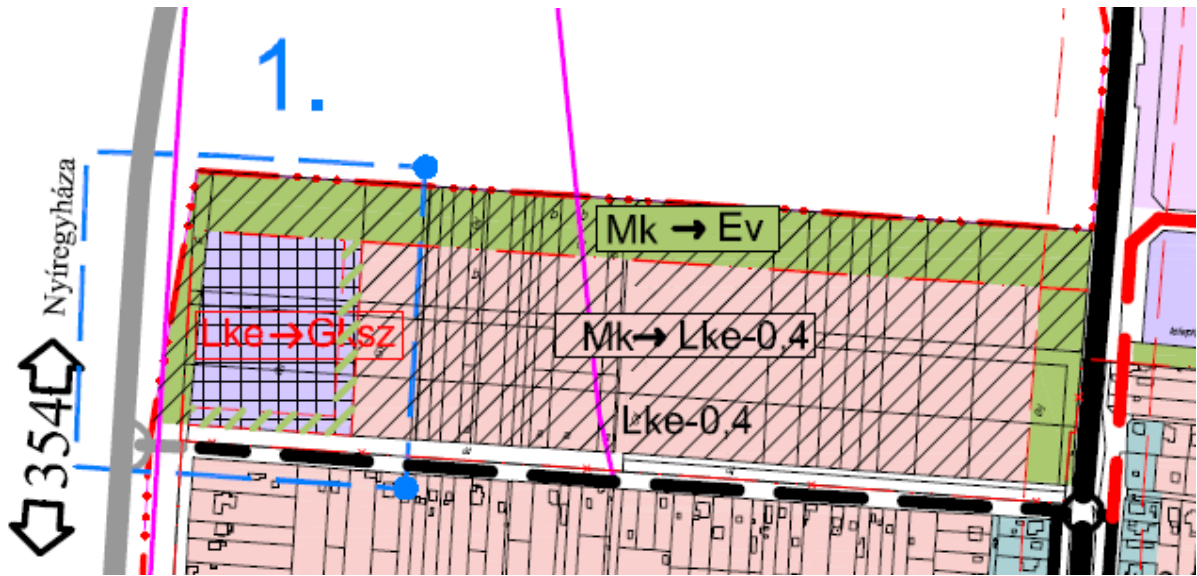 1.
Nyíregyháza
354
Mk → Ev
Lke→Gksz
Mk→ Lke-0,4
Lke-0,4